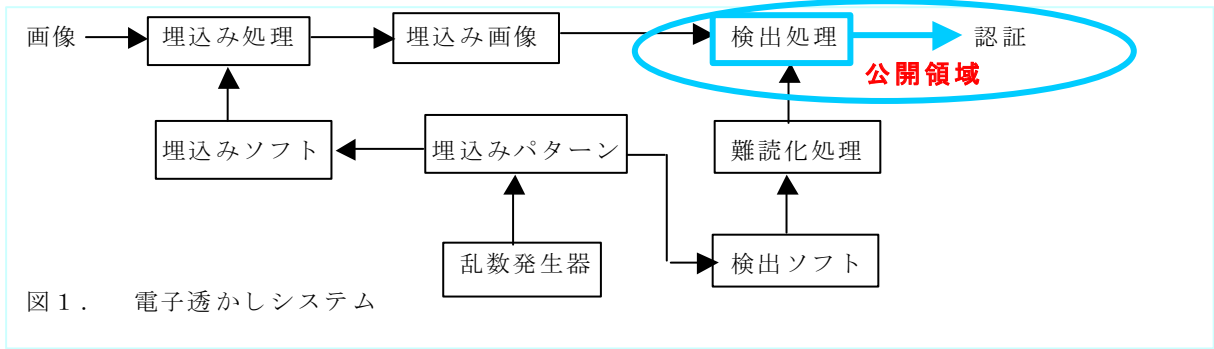 画像 埋込み処理 埋込み画像 検出処理 認証
公開領域
埋込みソフト 埋込みパターン 難読化処理
乱数発生器 検出ソフト
図１． 電子透かしシステム